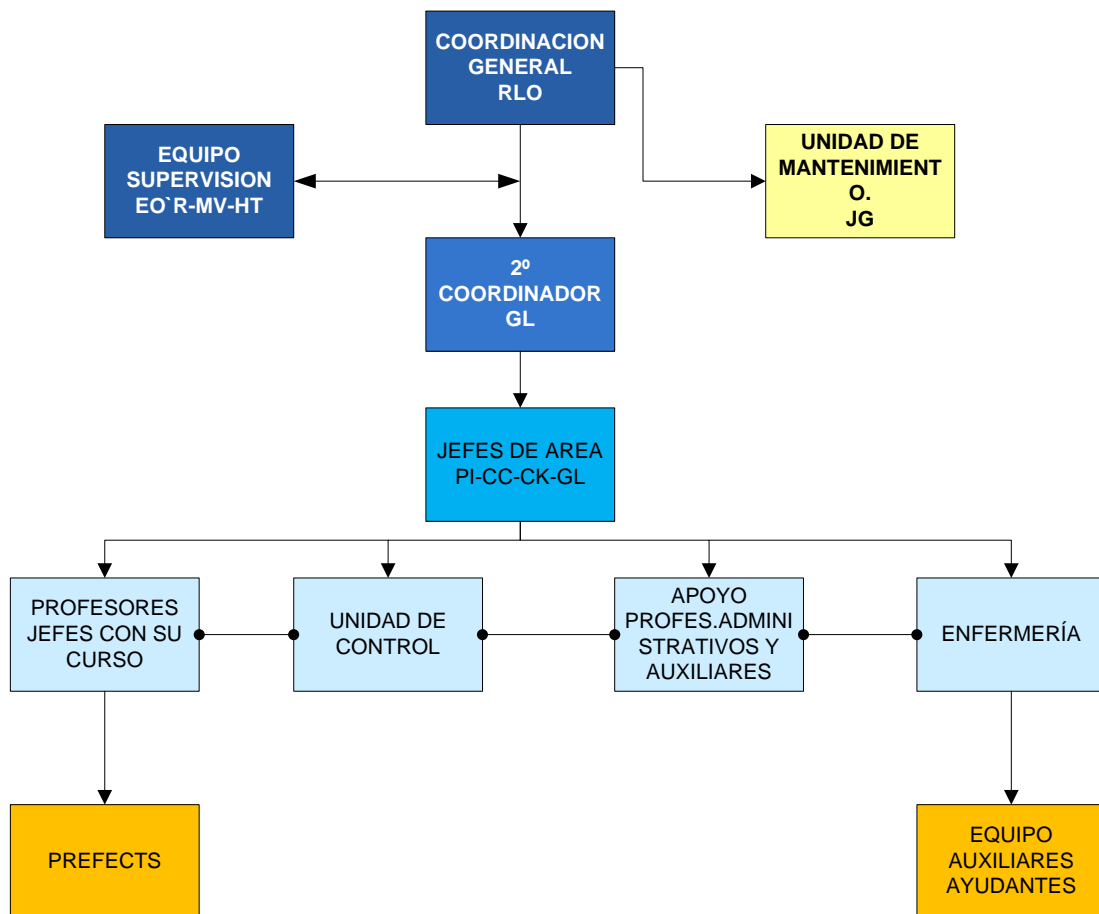 COORDINACION
GENERAL
RLO
EQUIPO
SUPERVISION
EO`R-MV-HT
UNIDAD DE
MANTENIMIENT
O.
JG
2º
COORDINADOR
GL
JEFES DE AREA
PI-CC-CK-GL
PROFESORES
JEFES CON SU
CURSO
UNIDAD DE
CONTROL
APOYO
PROFES.ADMINI
STRATIVOS Y
AUXILIARES
ENFERMERÍA
PREFECTS
EQUIPO
AUXILIARES
AYUDANTES